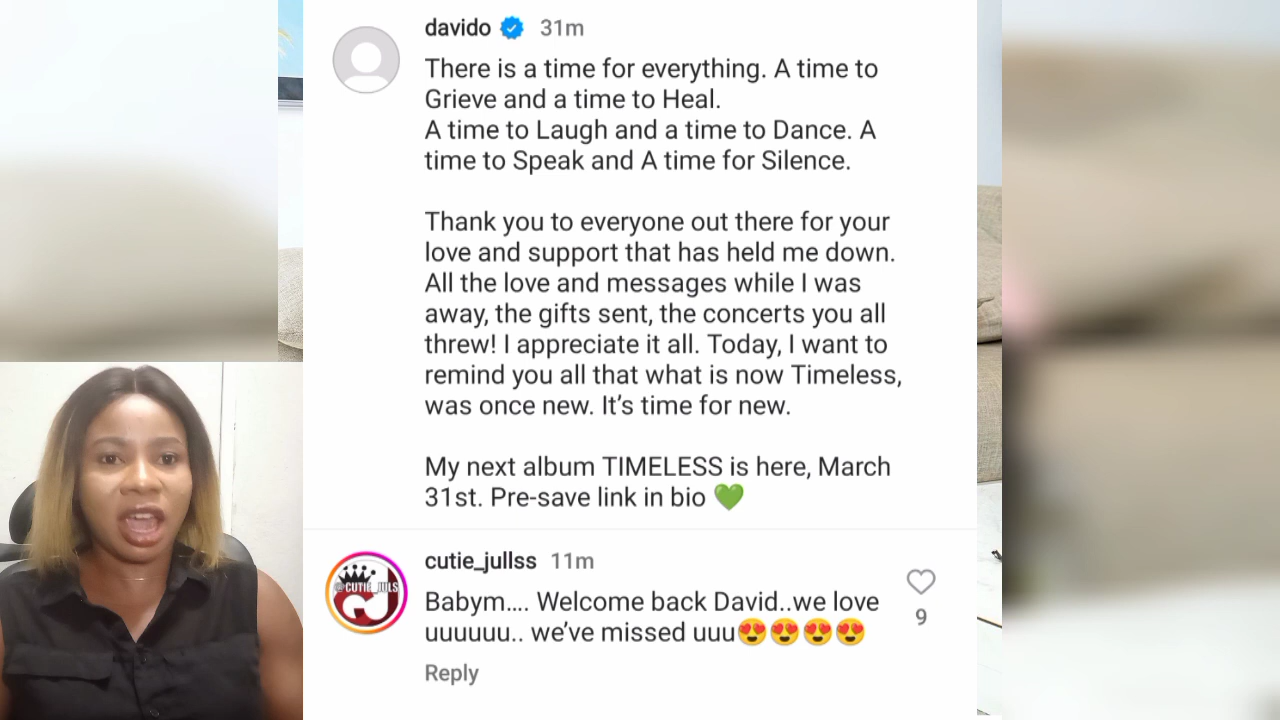 davido 31m
There is a time for everything. A time to
Grieve and a time to Heal.
A time to Laugh and a time to Dance. A
time to Speak and A time for Silence.
Thank you to everyone out there for your
love and support that has held me down.
All the love and messages while I was
away, the gifts sent, the concerts you all
threw! I appreciate it all. Today, I want to
remind you all that what is now Timeless,
was once new. It’s time for new.
My next album TIMELESS is here, March
31st. Pre-save link in bio 💚
cutie_jullss 11m
@CUTIE_JULS
Babym.... Welcome back David..we love
uuuuuu.. we’ve missed uuu😍😍😍😍
9
Reply